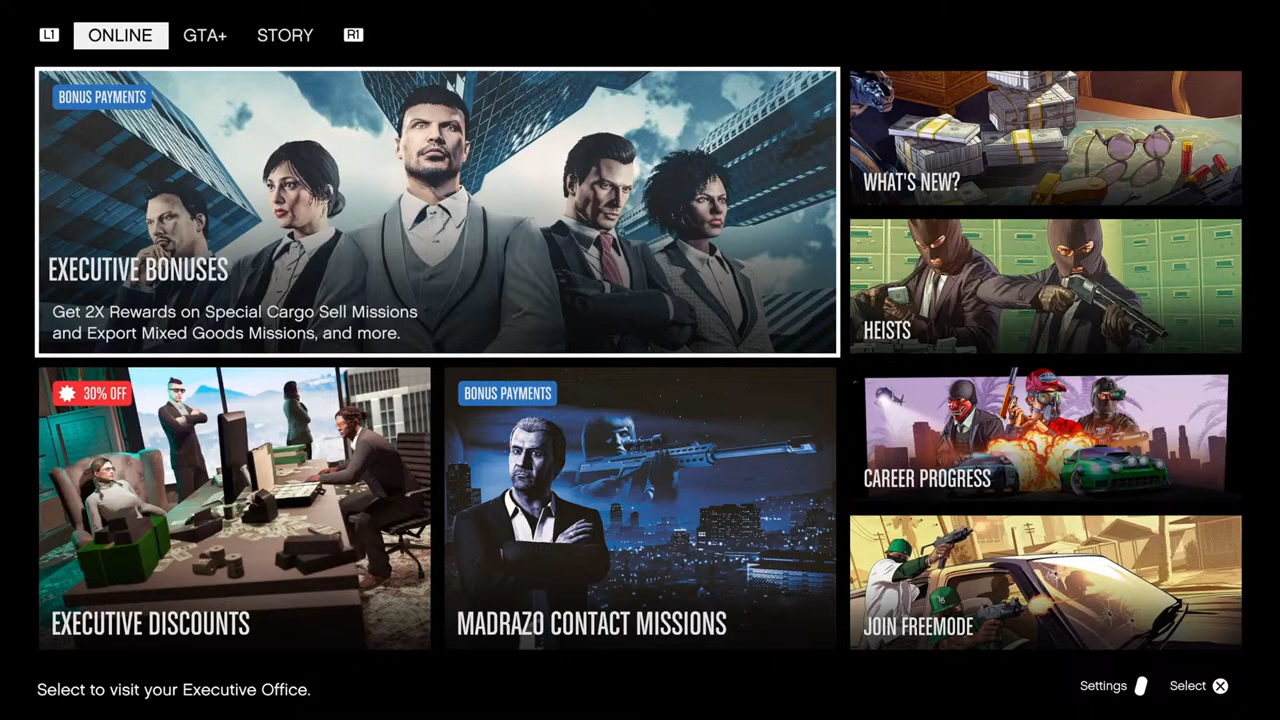 L1 ONLINE GTA+ STORY R1
BONUS PAYMENTS
EXECUTIVE BONUSES
Get 2X Rewards on Special Cargo Sell Missions
and Export Mixed Goods Missions, and more.
WHAT'S NEW?
HEISTS
30% OFF
EXECUTIVE DISCOUNTS
BONUS PAYMENTS
MADRAZO CONTACT MISSIONS
CAREER PROGRESS
JOIN FREEMODE
Select to visit your Executive Office.
Settings Select